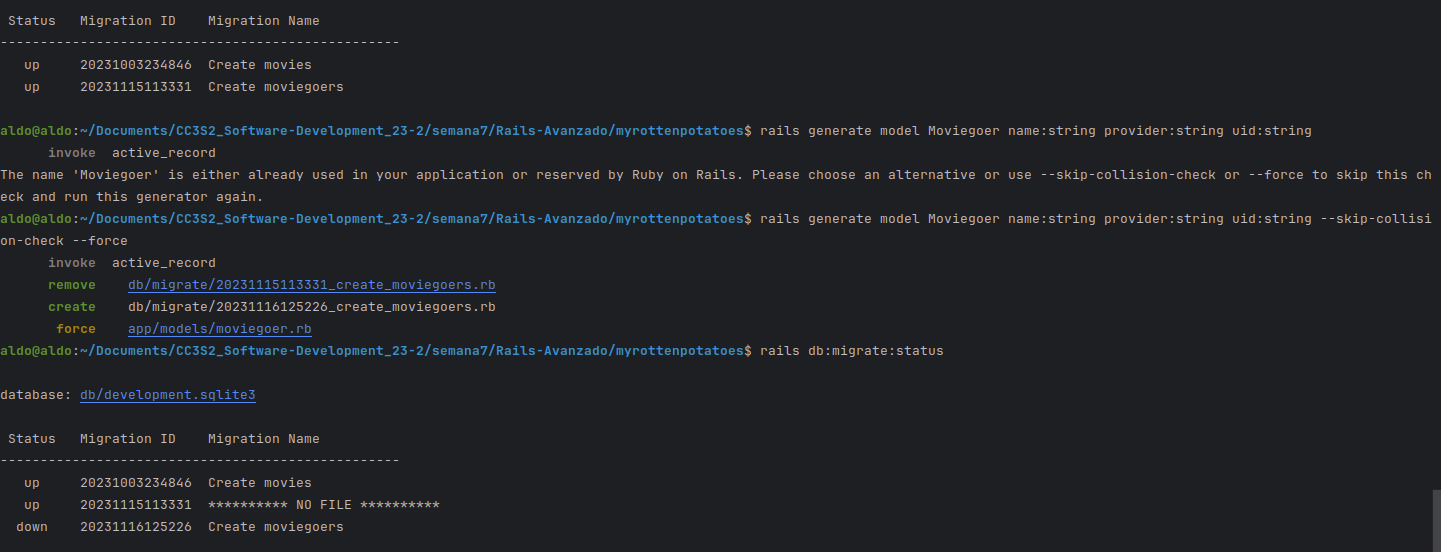 Status   Migration ID    Migration Name
--------------------------------------------------
up     20231003234846  Create movies
up     20231115113331  Create moviegoers
aldo@aldo:~/Documents/CC3S2_Software-Development_23-2/semana7/Rails-Avanzado/myrottenpotatoes$ rails generate model Moviegoer name:string provider:string uid:string
invoke  active_record
The name 'Moviegoer' is either already used in your application or reserved by Ruby on Rails. Please choose an alternative or use --skip-collision-check or --force to skip this ch
eck and run this generator again.
aldo@aldo:~/Documents/CC3S2_Software-Development_23-2/semana7/Rails-Avanzado/myrottenpotatoes$ rails generate model Moviegoer name:string provider:string uid:string --skip-collisi
on-check --force
invoke  active_record
remove    db/migrate/20231115113331_create_moviegoers.rb
create    db/migrate/20231116125226_create_moviegoers.rb
force    app/models/moviegoer.rb
aldo@aldo:~/Documents/CC3S2_Software-Development_23-2/semana7/Rails-Avanzado/myrottenpotatoes$ rails db:migrate:status
database: db/development.sqlite3
Status   Migration ID    Migration Name
--------------------------------------------------
up     20231003234846  Create movies
up     20231115113331  ********** NO FILE **********
down    20231116125226  Create moviegoers